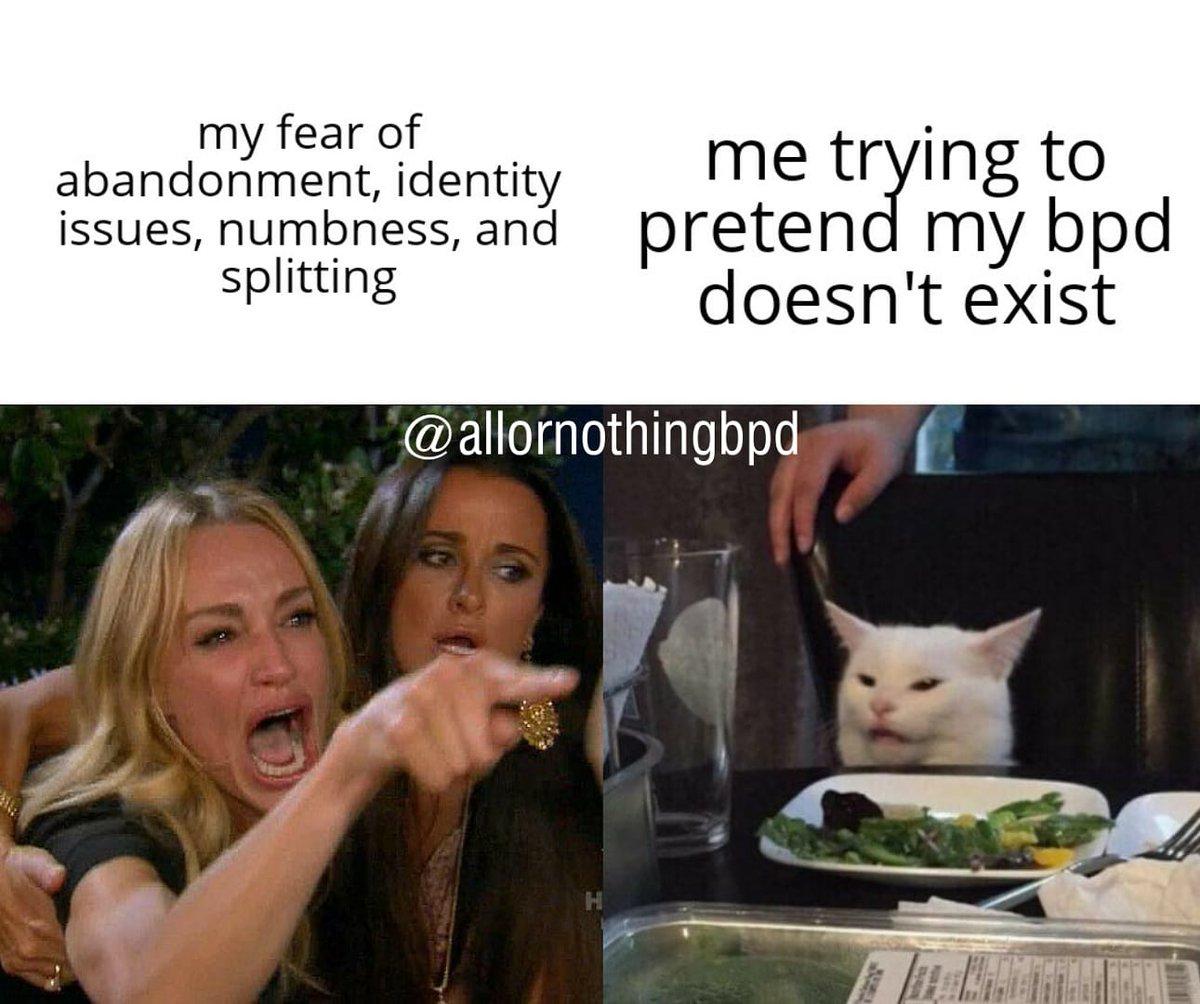 my fear of
abandonment, identity
issues, numbness, and
splitting
me trying to
pretend my bpd
doesn't exist
@allornothingbpd
H